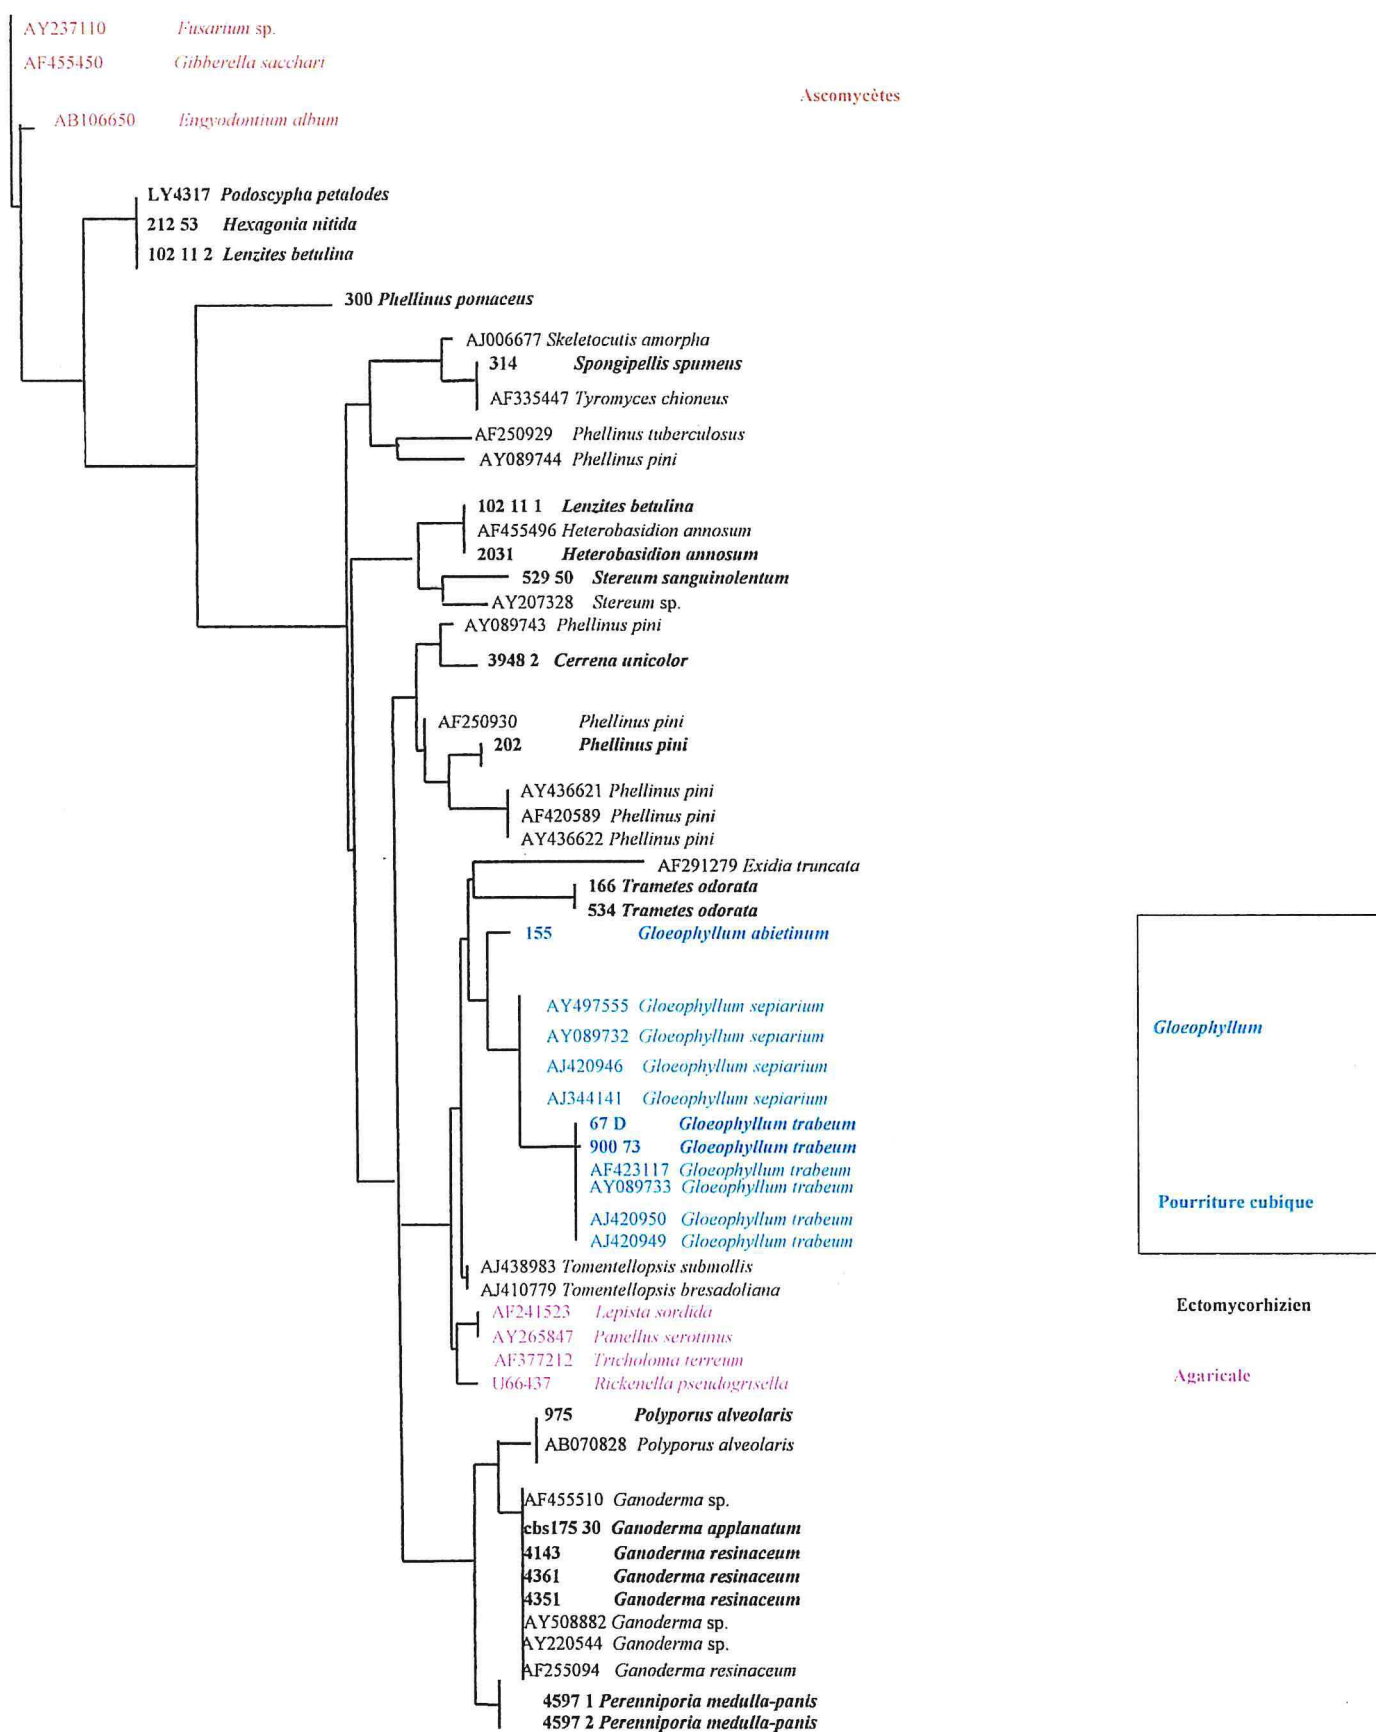 AY237110 Fusarium sp.
AF455450 Gibberella sacchari
Ascomycètes
AB106650 Engyodontium album
LY4317 Podoscypha petalodes
212 53 Hexagonia nitida
102 11 2 Lenzites betulina
300 Phellinus pomaceus
AJ006677 Skeletocutis amorpha
314 Spongipellis spumeus
AF335447 Tyromyces chioneus
AF250929 Phellinus tuberculosus
AY089744 Phellinus pini
102 11 1 Lenzites betulina
AF455496 Heterobasidion annosum
2031 Heterobasidion annosum
529 50 Stereum sanguinolentum
AY207328 Stereum sp.
AY089743 Phellinus pini
3948 2 Cerrena unicolor
AF250930 Phellinus pini
202 Phellinus pini
AY436621 Phellinus pini
AF420589 Phellinus pini
AY436622 Phellinus pini
AF291279 Exidia truncata
166 Trametes odorata
534 Trametes odorata
155 Gloeophyllum abietinum
AY497555 Gloeophyllum sepiarium
Gloeophyllum
AY089732 Gloeophyllum sepiarium
AJ420946 Gloeophyllum sepiarium
AJ344141 Gloeophyllum sepiarium
67 D Gloeophyllum trabeum
900 73 Gloeophyllum trabeum
AF423117 Gloeophyllum trabeum
AY089733 Gloeophyllum trabeum
Pourriture cubique
AJ420950 Gloeophyllum trabeum
AJ420949 Gloeophyllum trabeum
AJ438983 Tomentellopsis submollis
AJ410779 Tomentellopsis bresadoliana
Ectomycorhizien
AF241523 Lepista sordida
AY265847 Panellus serotinus
AF377212 Tricholoma terreum
Agaricale
U66437 Rickenella pseudogrisella
975 Polyporus alveolaris
AB070828 Polyporus alveolaris
AF455510 Ganoderma sp.
cbs175 30 Ganoderma applanatum
4143 Ganoderma resinaceum
4361 Ganoderma resinaceum
4351 Ganoderma resinaceum
AY508882 Ganoderma sp.
AY220544 Ganoderma sp.
AF255094 Ganoderma resinaceum
4597 1 Perenniporia medulla-panis
4597 2 Perenniporia medulla-panis